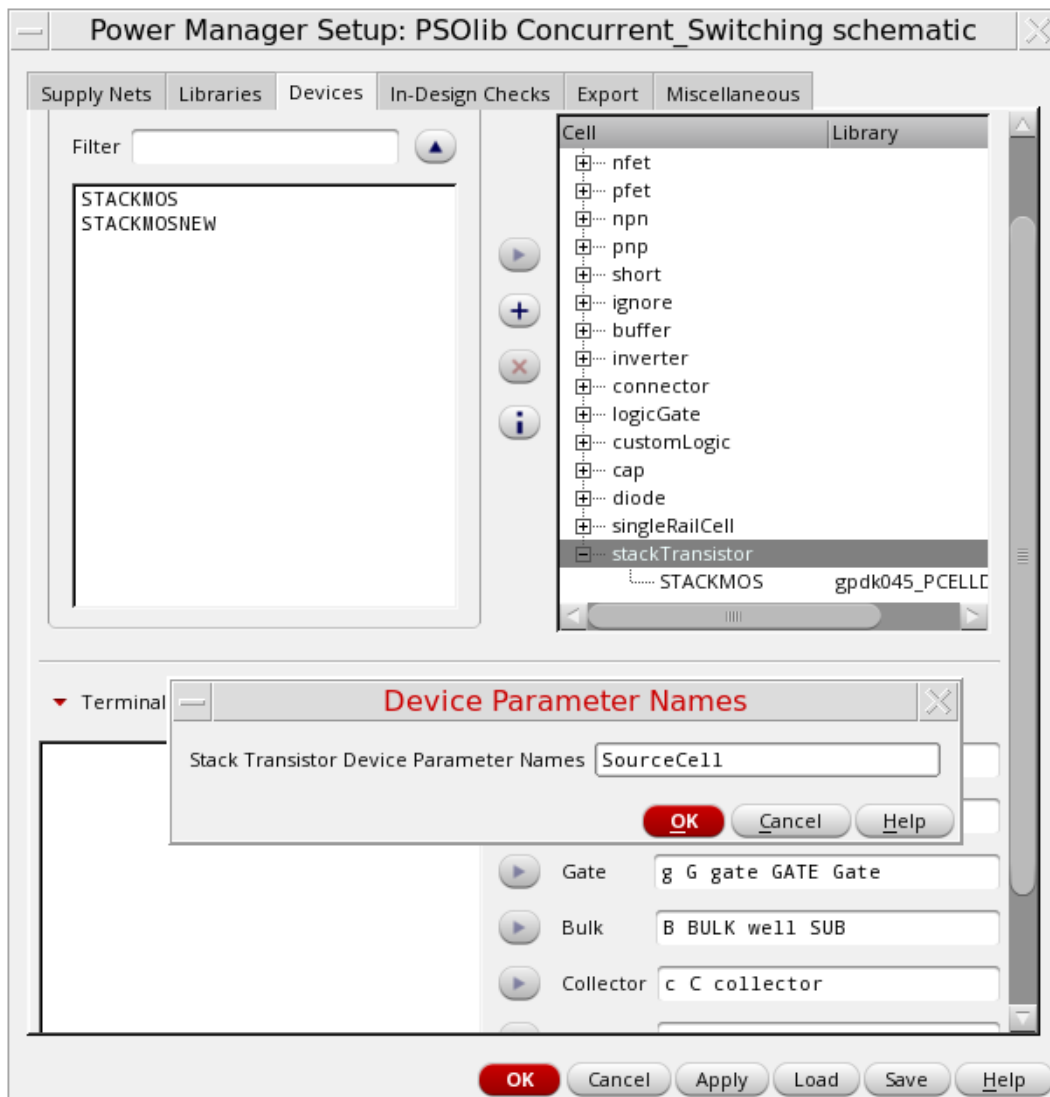 Power Manager Setup: PSOlib Concurrent_Switching schematic
Supply Nets Libraries Devices In-Design Checks Export Miscellaneous
Filter
STACKMOS
STACKMOSNEW
Cell Library
nfet
pfet
npn
pnp
short
ignore
buffer
inverter
connector
logicGate
customLogic
cap
diode
singleRailCell
stackTransistor
STACKMOS gpdk045_PCELLD
Terminal
Device Parameter Names
Stack Transistor Device Parameter Names SourceCell
OK Cancel Help
Gate g G gate GATE Gate
Bulk B BULK well SUB
Collector c C collector
OK Cancel Apply Load Save Help